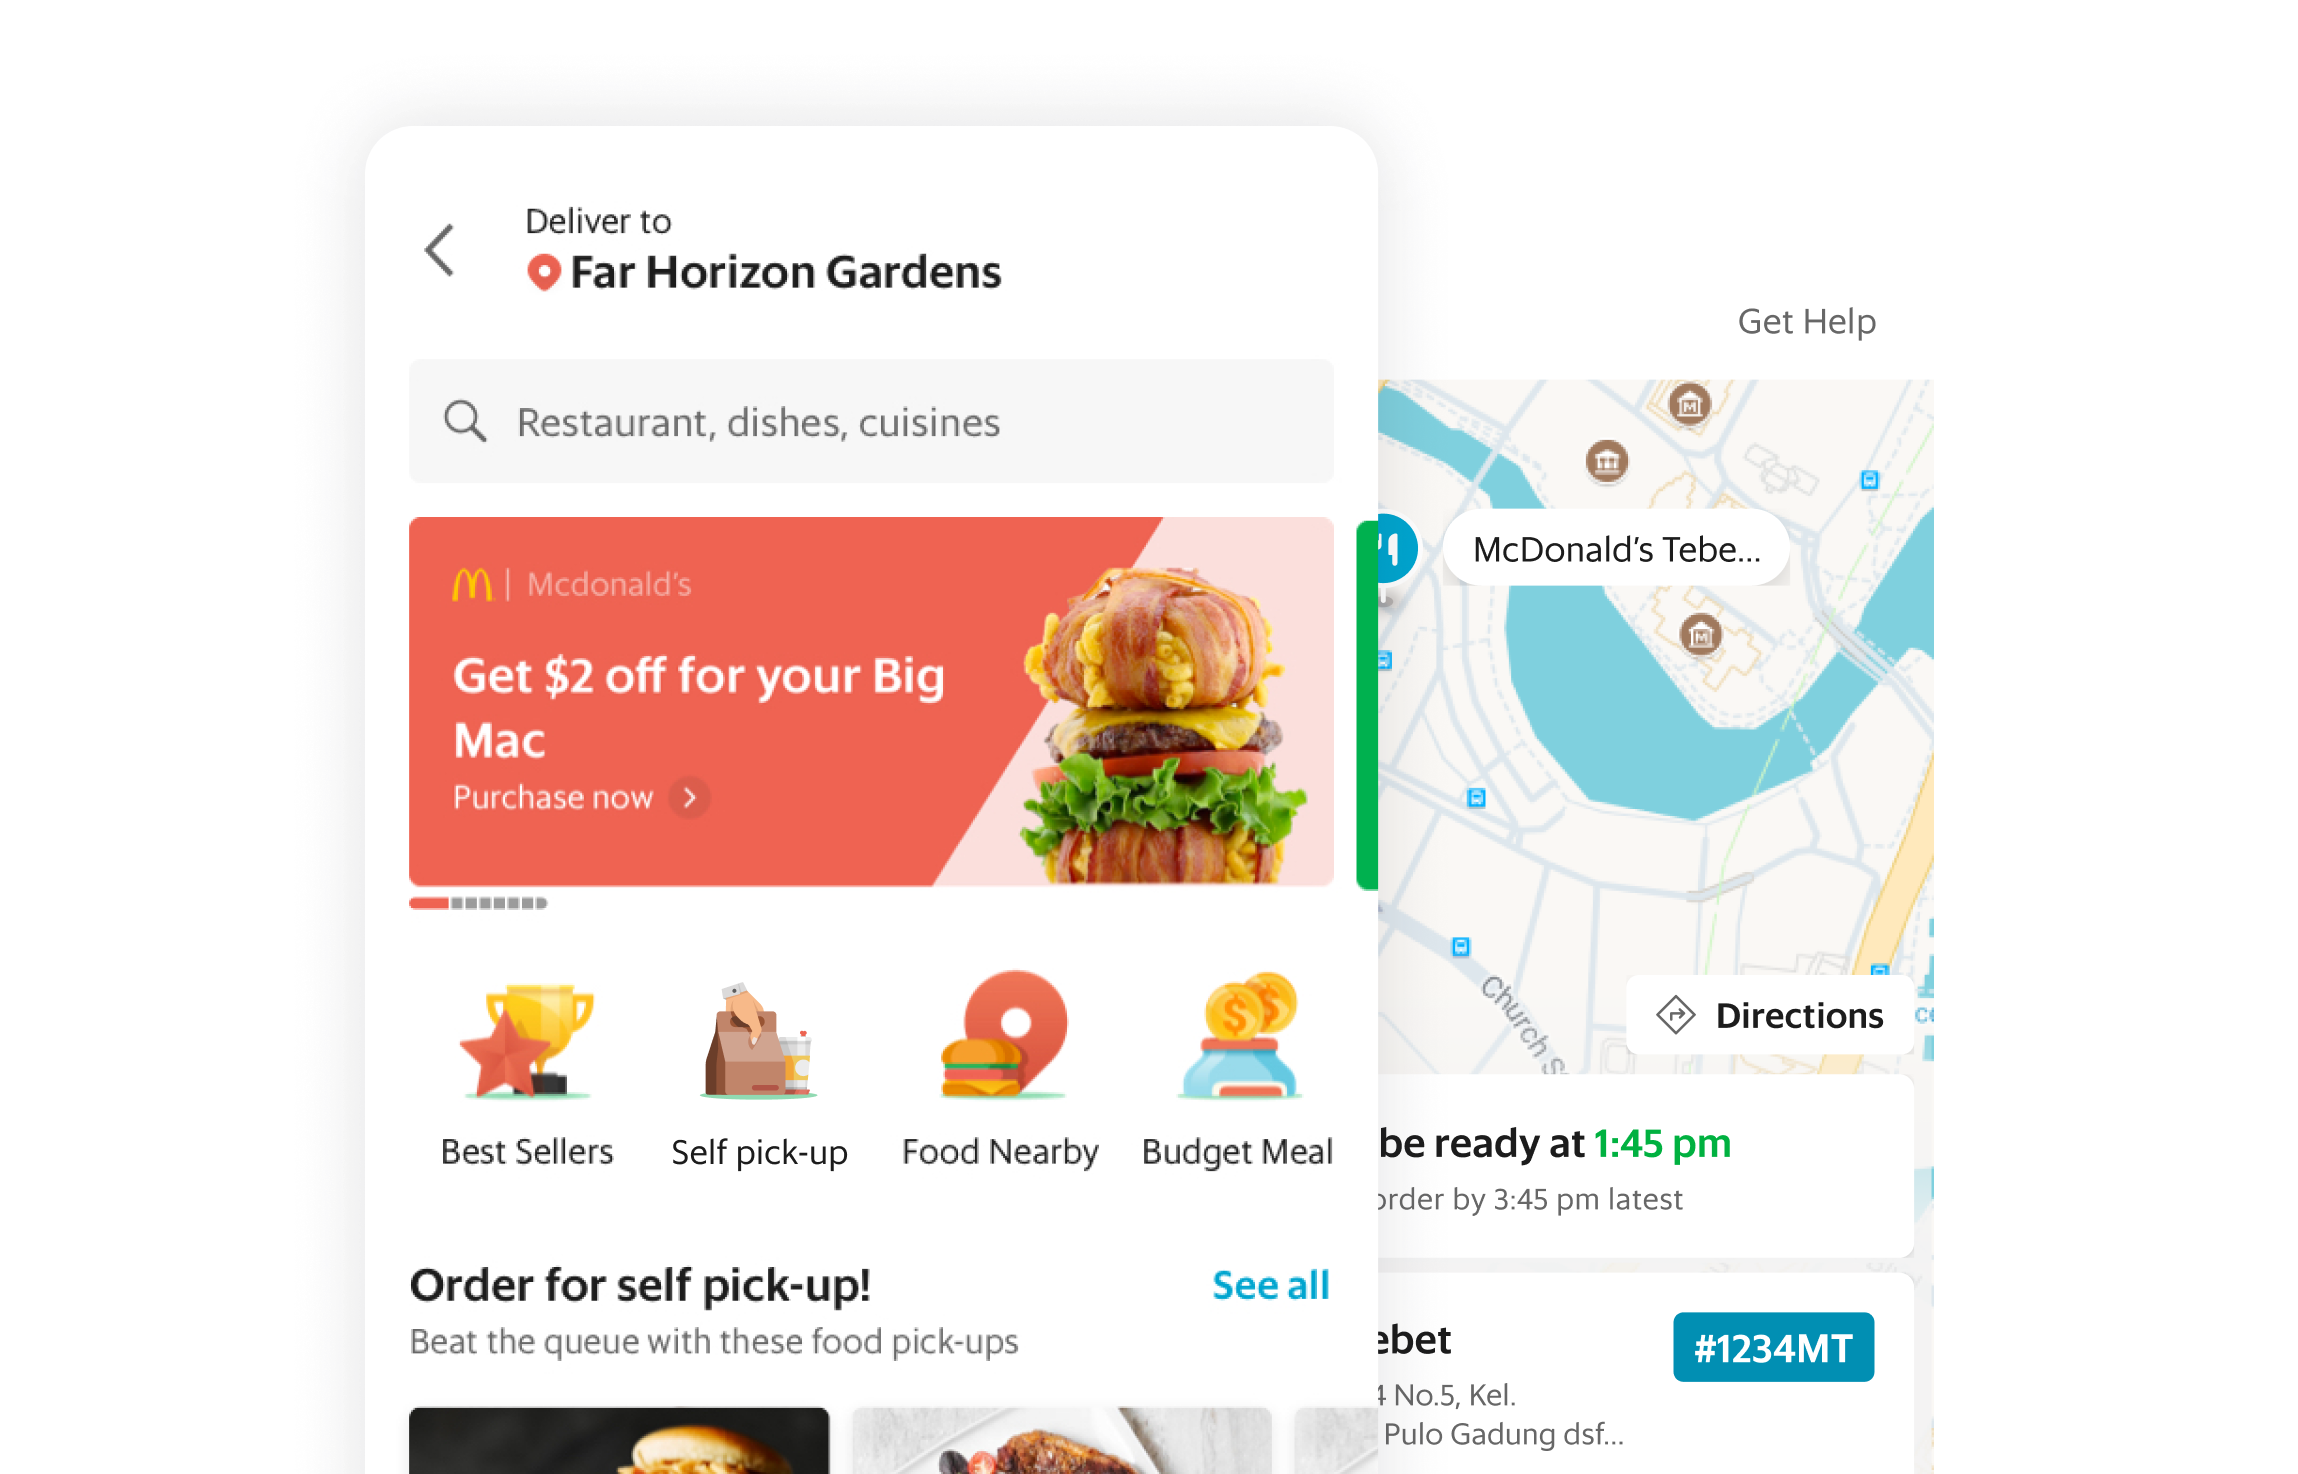 Deliver to
Far Horizon Gardens
Restaurant, dishes, cuisines
Mcdonald's
Get $2 off for your Big
Mac
Purchase now
Best Sellers
Self pick-up
Food Nearby
Budget Meal
Order for self pick-up!
See all
Beat the queue with these food pick-ups
Get Help
McDonald's Tebe...
Church
Directions
be ready at 1:45 pm
order by 3:45 pm latest
ebet
#1234MT
4 No.5, Kel.
Pulo Gadung dsf...